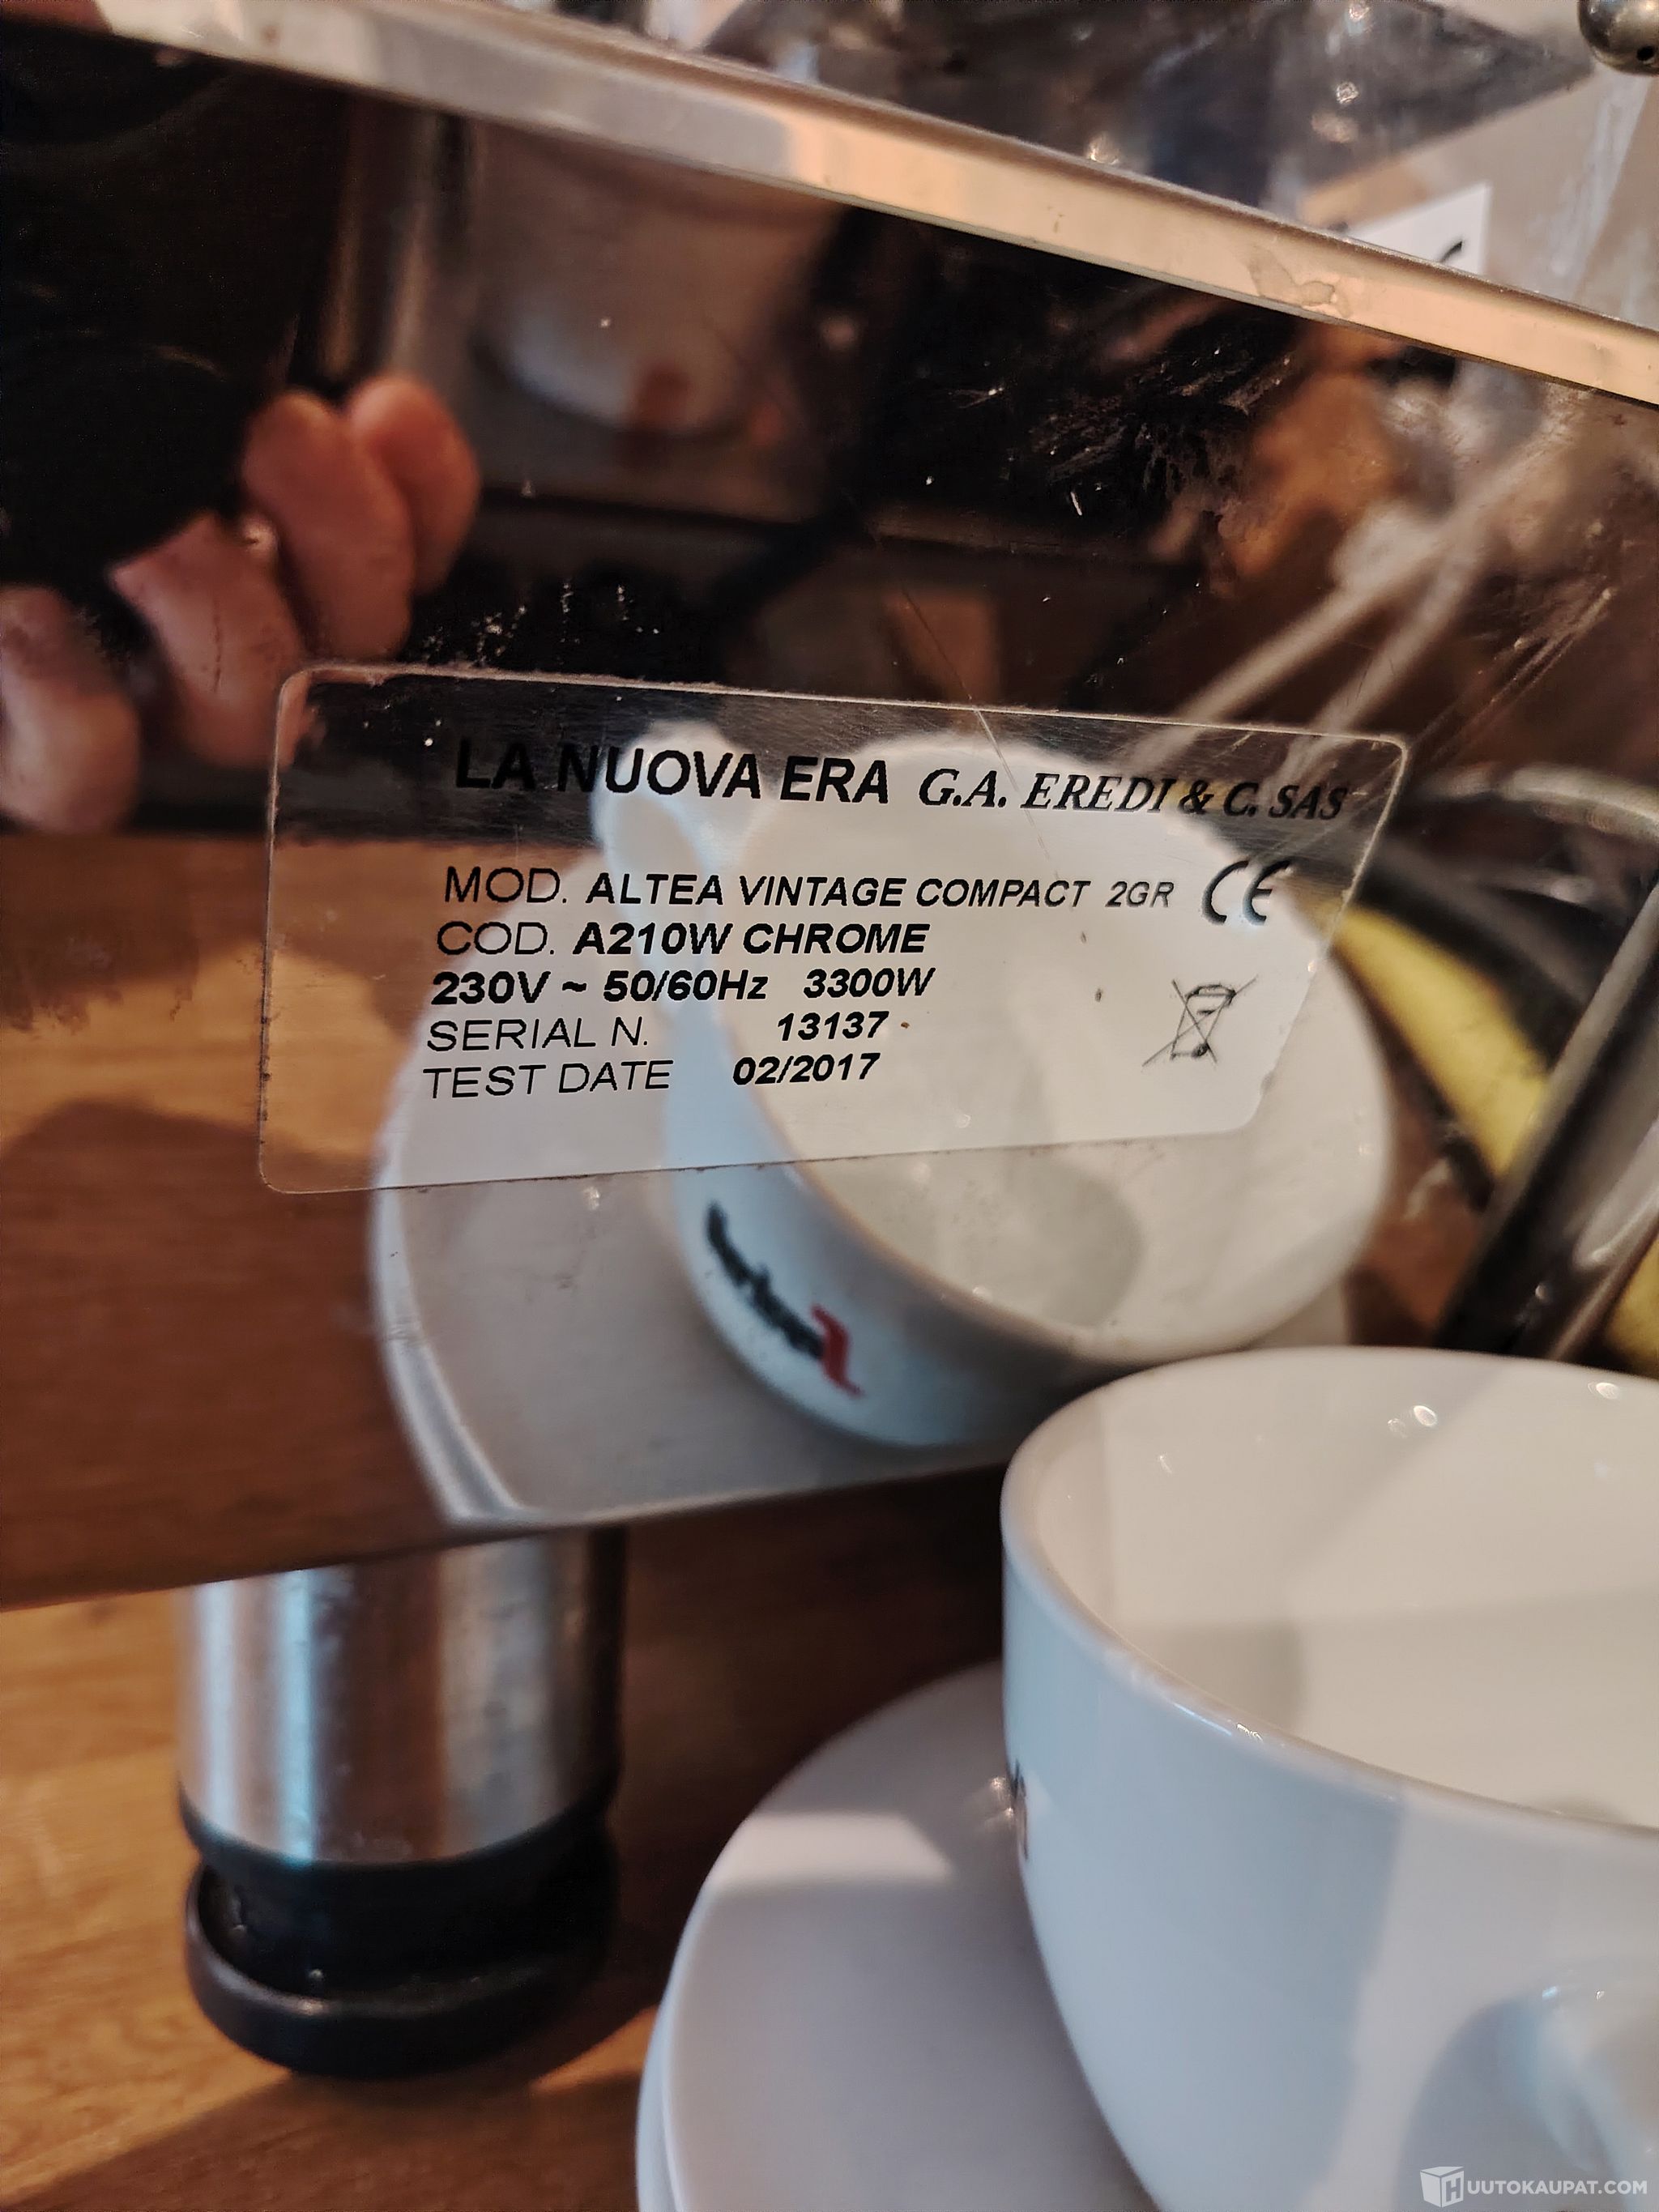 LA NUOVA ERA G.A. EREDI & C. SAS
MOD. ALTEA VINTAGE COMPACT 2GR CE
COD. A210W CHROME
230V ~ 50/60Hz 3300W
SERIAL N. 13137
TEST DATE 02/2017
HUUTOKAUPAT.COM